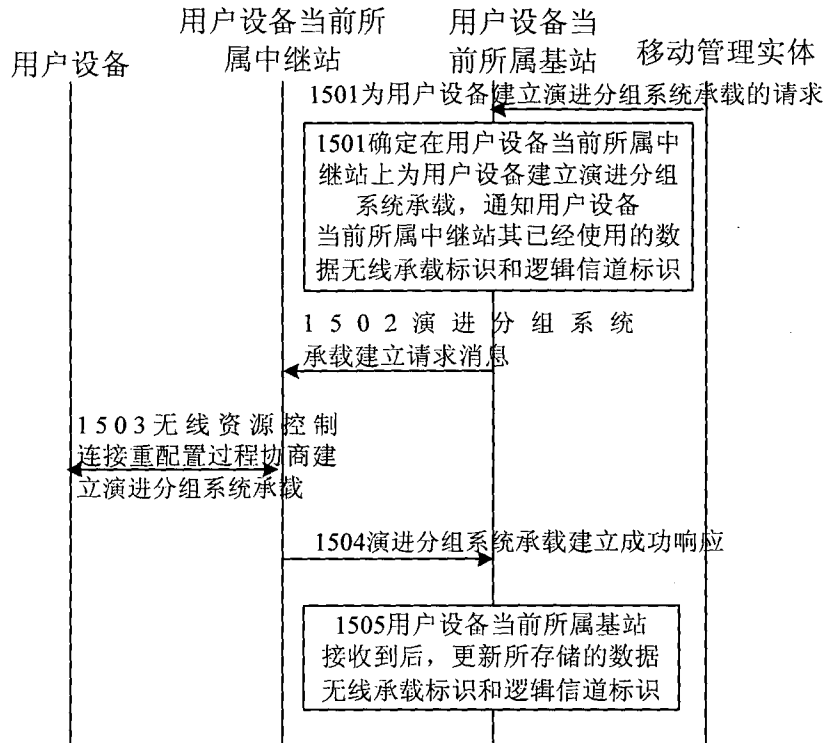 用户设备
用户设备当前所
属中继站
用户设备当
前所属基站
移动管理实体
1501为用户设备建立演进分组系统承载的请求
1501确定在用户设备当前所属中
继站上为用户设备建立演进分组
系统承载，通知用户设备
当前所属中继站其已经使用的数
据无线承载标识和逻辑信道标识
1502演进分组系统
承载建立请求消息
1503无线资源控制
连接重配置过程协商建
立演进分组系统承载
1504演进分组系统承载建立成功响应
1505用户设备当前所属基站
接收到后，更新所存储的数据
无线承载标识和逻辑信道标识